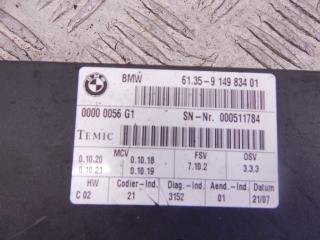 BMW 61.35-9 149 834 01
0000 0056 G1 SN-Nr. 000511784
TEMIC
MCV FSV OSV
0.10.20 0.10.18 7.10.2 3.3.3
0.10.21 0.10.19
HW Codier-Ind. Diag.-Ind. Aend.-Ind. Datum
C 02 21 3152 01 21/07